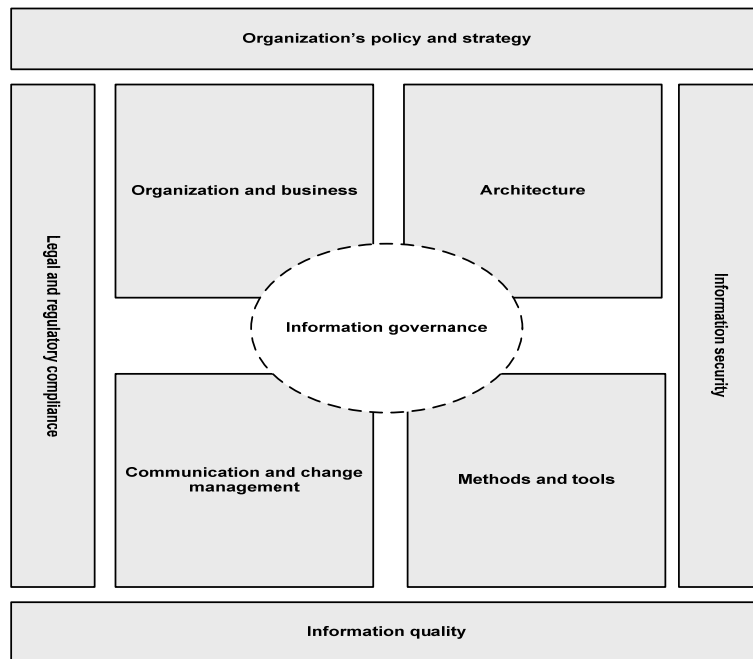 Organization's policy and strategy
Organization and business
Architecture
Legal and regulatory compliance
Information governance
Information security
Communication and change
management
Methods and tools
Information quality